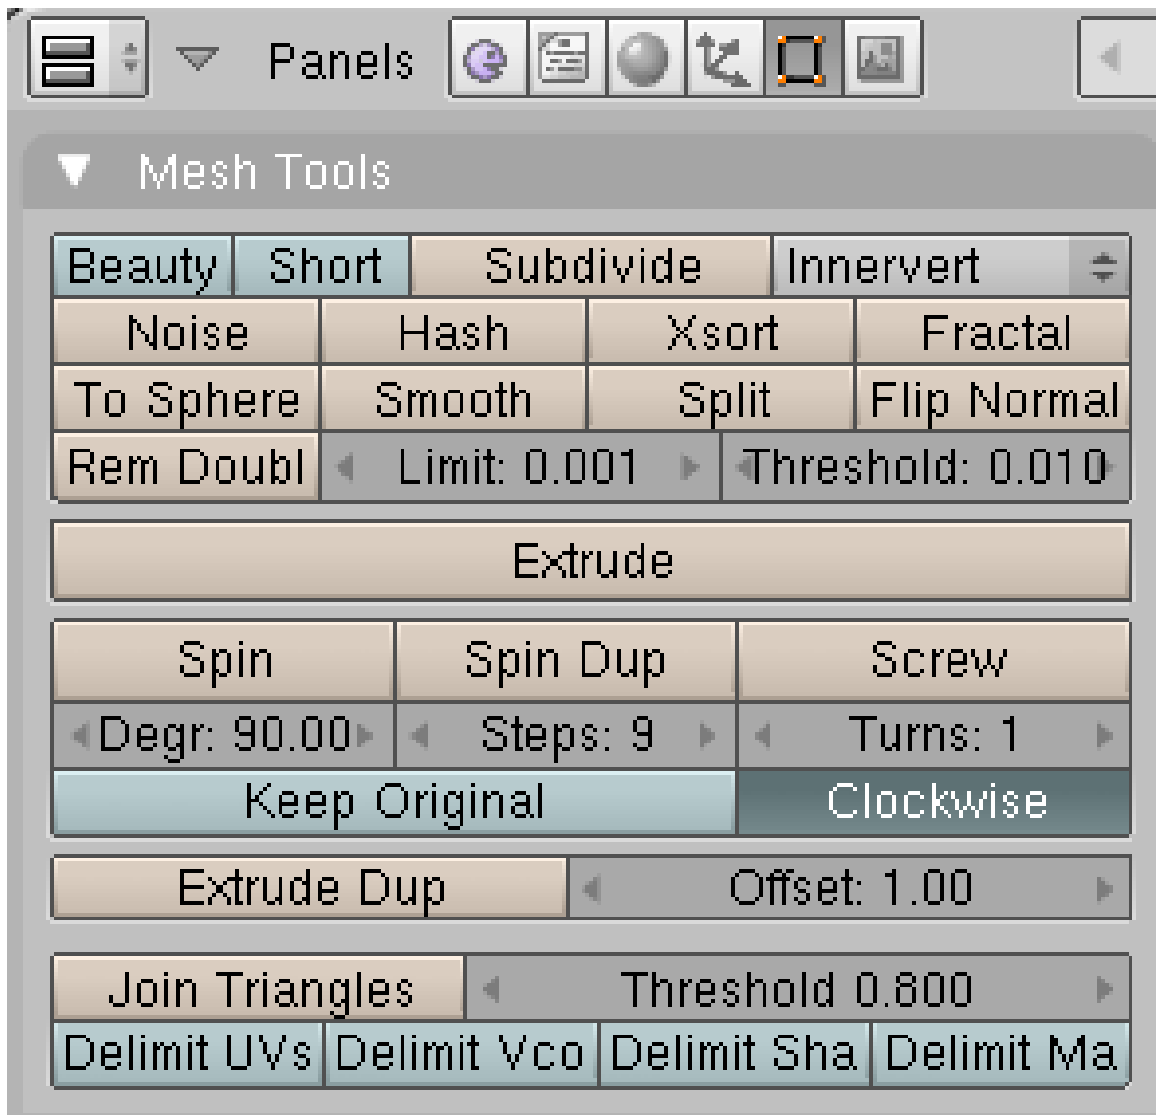 Panels
Mesh Tools
Beauty Short Subdivide Innervert
Noise Hash Xsort Fractal
To Sphere Smooth Split Flip Normal
Rem Doubl Limit: 0.001 Threshold: 0.010
Extrude
Spin Spin Dup Screw
Degr: 90.00 Steps: 9 Turns: 1
Keep Original Clockwise
Extrude Dup Offset: 1.00
Join Triangles Threshold 0.800
Delimit UVs Delimit Vco Delimit Sha Delimit Ma